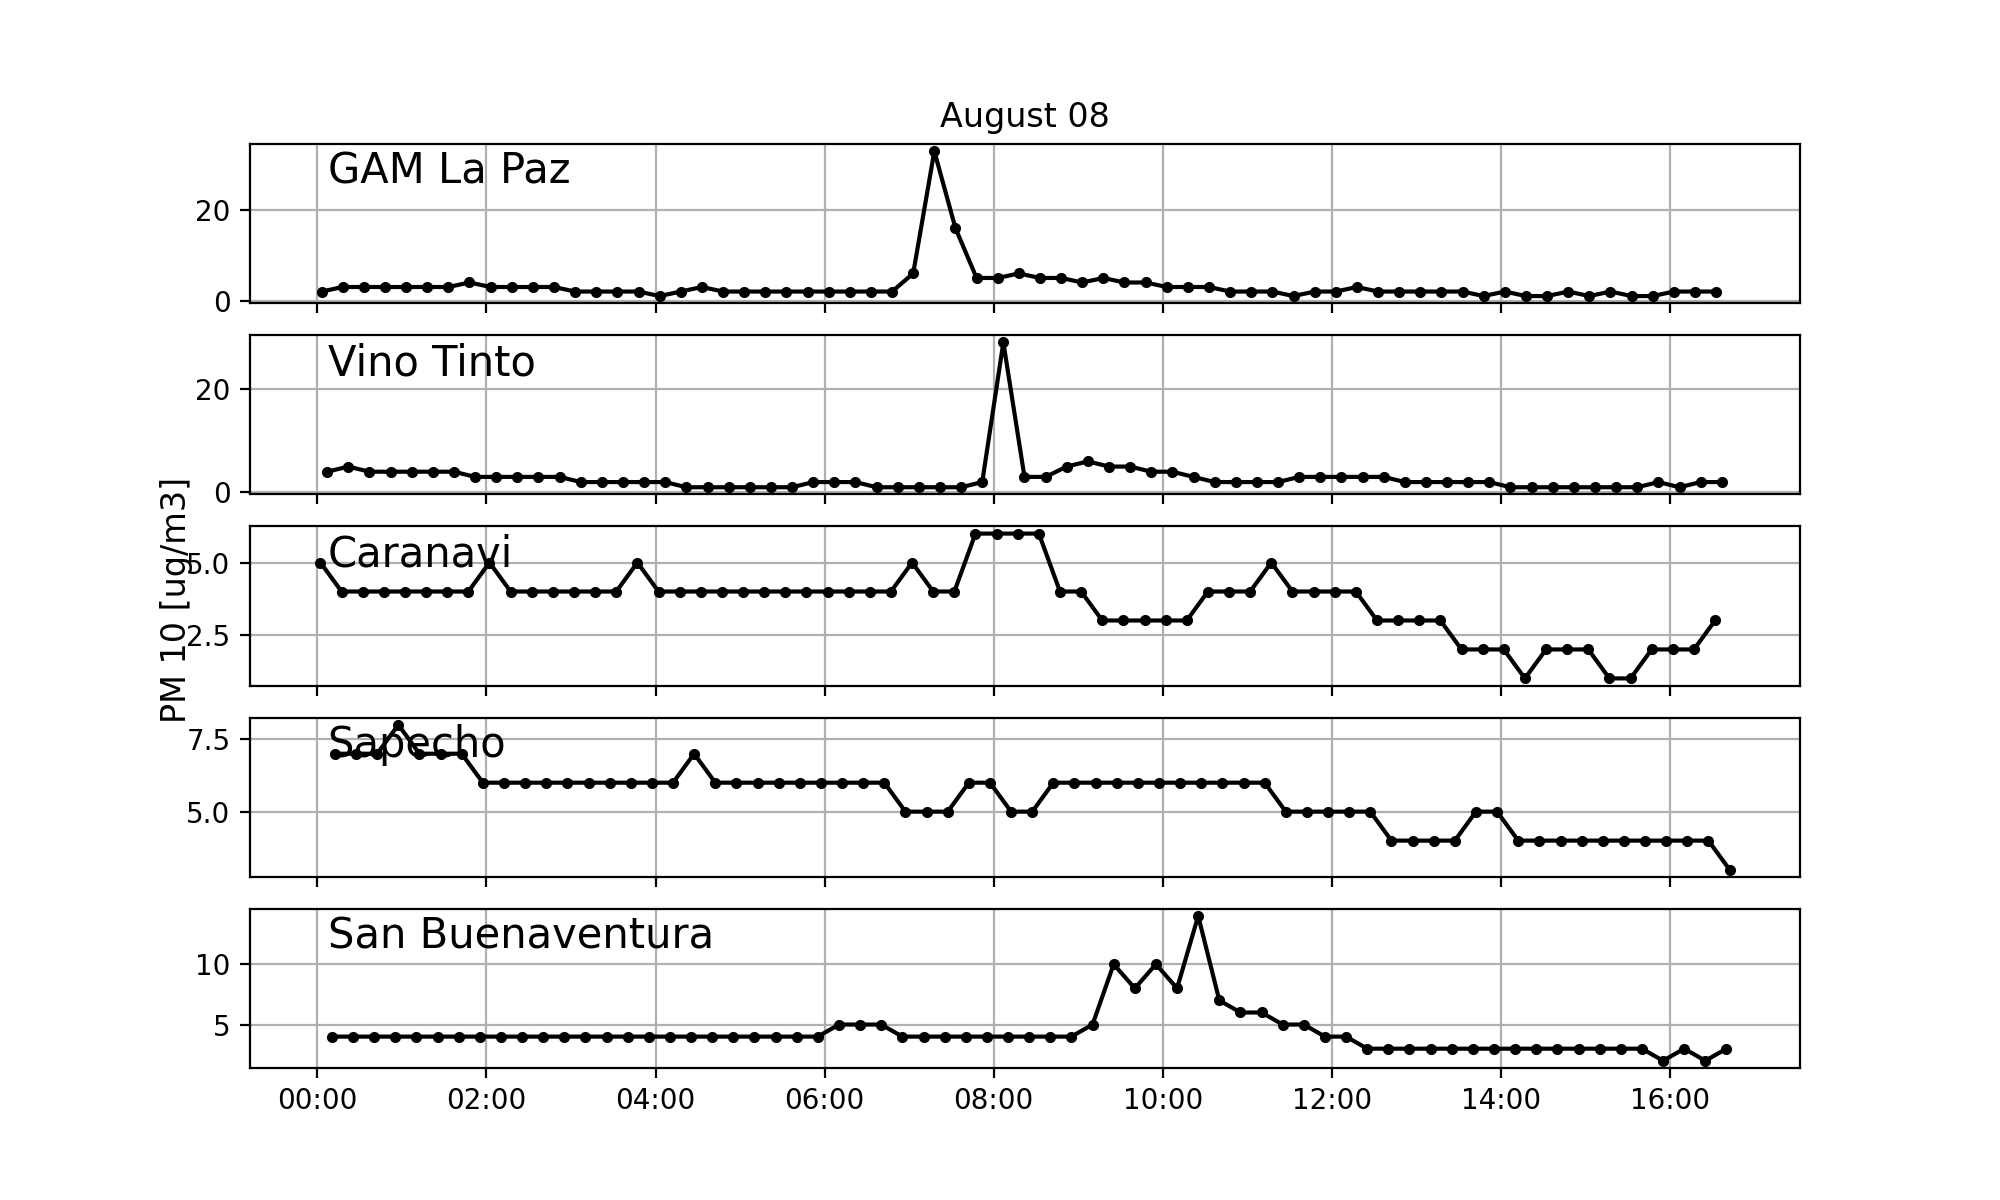 August 08
GAM La Paz
20
0
Vino Tinto
20
0
PM 10 [ug/m3]
Caranavi
5.0
2.5
Sapecho
7.5
5.0
San Buenaventura
10
5
00:00 02:00 04:00 06:00 08:00 10:00 12:00 14:00 16:00